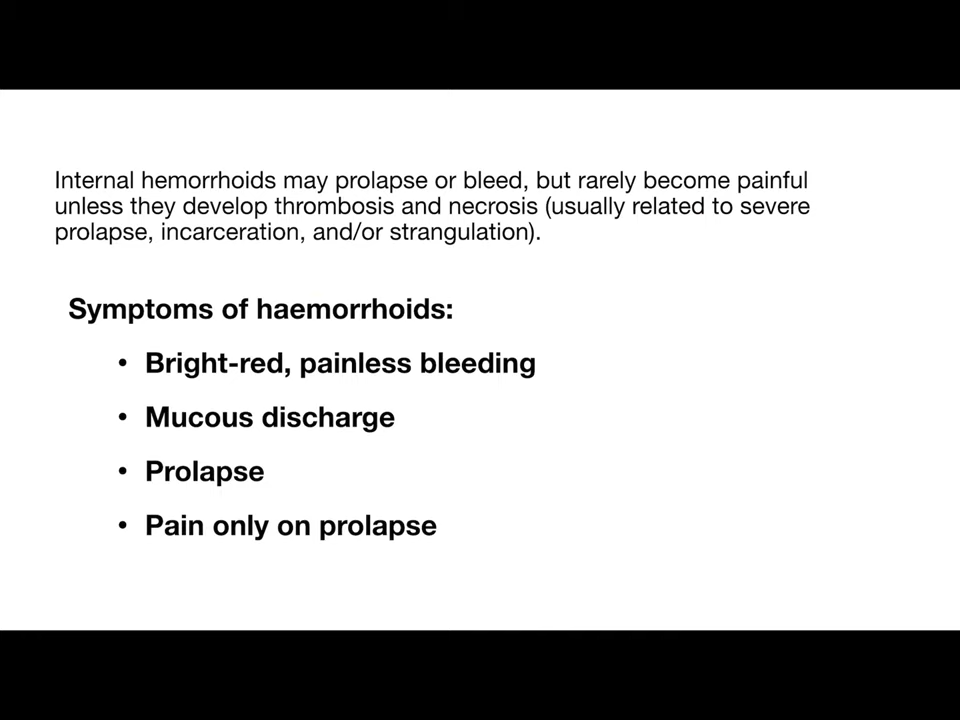 Internal hemorrhoids may prolapse or bleed, but rarely become painful
unless they develop thrombosis and necrosis (usually related to severe
prolapse, incarceration, and/or strangulation).
Symptoms of haemorrhoids:
• Bright-red, painless bleeding
• Mucous discharge
• Prolapse
• Pain only on prolapse